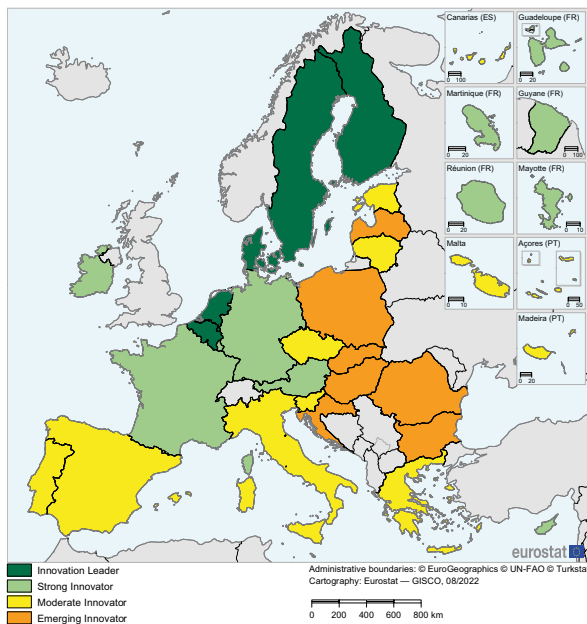 Canarias (ES)
0 100
Guadeloupe (FR)
0 20
Martinique (FR)
0 20
Guyane (FR)
0 100
Réunion (FR)
0 20
Mayotte (FR)
0 10
Malta
0 10
Açores (PT)
0 50
Madeira (PT)
0 20
eurostat
Innovation Leader
Strong Innovator
Moderate Innovator
Emerging Innovator
Administrative boundaries: © EuroGeographics © UN-FAO © Turksta
Cartography: Eurostat — GISCO, 08/2022
0 200 400 600 800 km